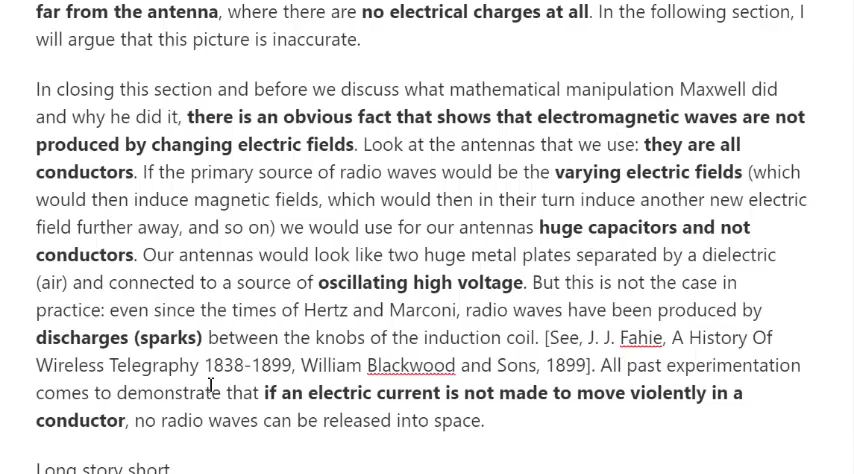 far from the antenna, where there are no electrical charges at all. In the following section, I
will argue that this picture is inaccurate.
In closing this section and before we discuss what mathematical manipulation Maxwell did
and why he did it, there is an obvious fact that shows that electromagnetic waves are not
produced by changing electric fields. Look at the antennas that we use: they are all
conductors. If the primary source of radio waves would be the varying electric fields (which
would then induce magnetic fields, which would then in their turn induce another new electric
field further away, and so on) we would use for our antennas huge capacitors and not
conductors. Our antennas would look like two huge metal plates separated by a dielectric
(air) and connected to a source of oscillating high voltage. But this is not the case in
practice: even since the times of Hertz and Marconi, radio waves have been produced by
discharges (sparks) between the knobs of the induction coil. [See, J. J. Fahie, A History Of
Wireless Telegraphy 1838-1899, William Blackwood and Sons, 1899]. All past experimentation
comes to demonstrate that if an electric current is not made to move violently in a
conductor, no radio waves can be released into space.
Long story short